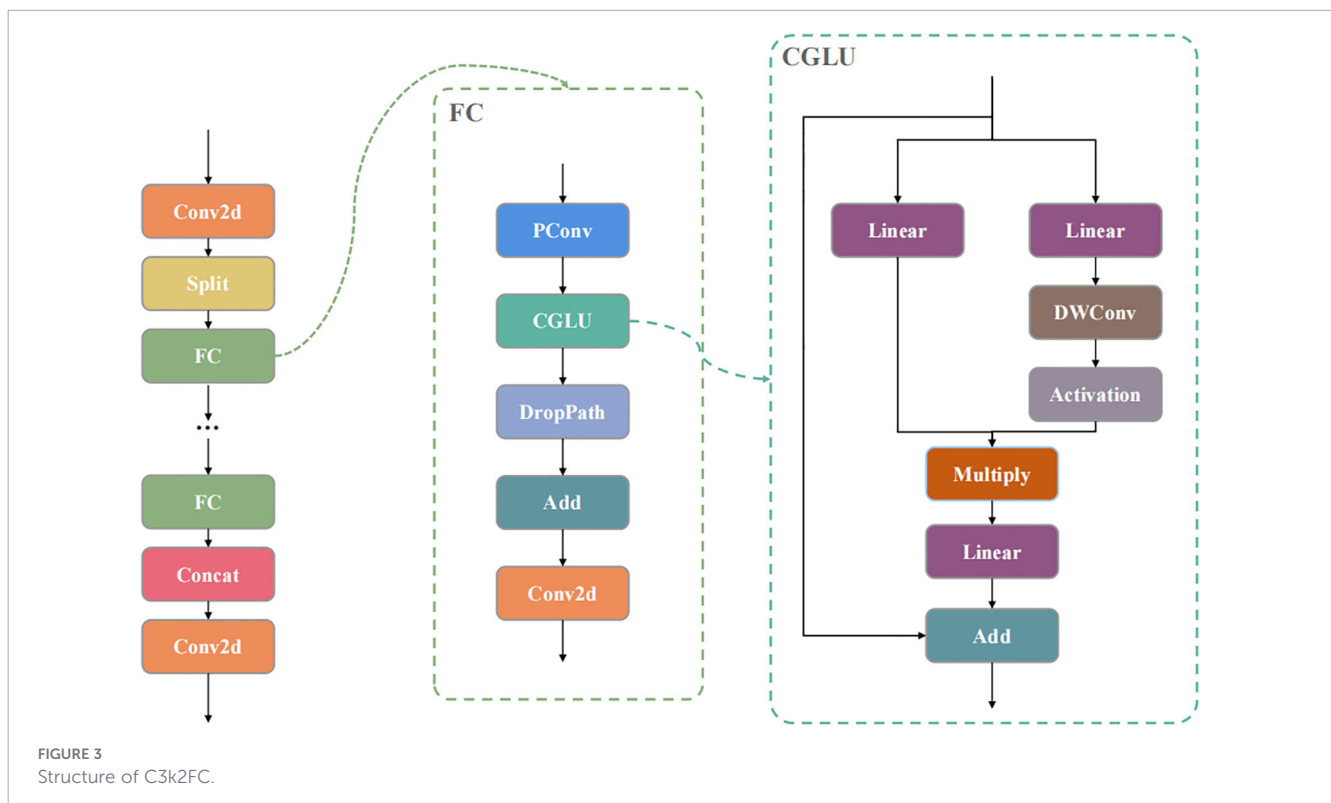 Conv2d
Split
FC
...
FC
Concat
Conv2d
FC
PConv
CGLU
DropPath
Add
Conv2d
CGLU
Linear Linear
DWConv
Activation
Multiply
Linear
Add
FIGURE 3
Structure of C3k2FC.